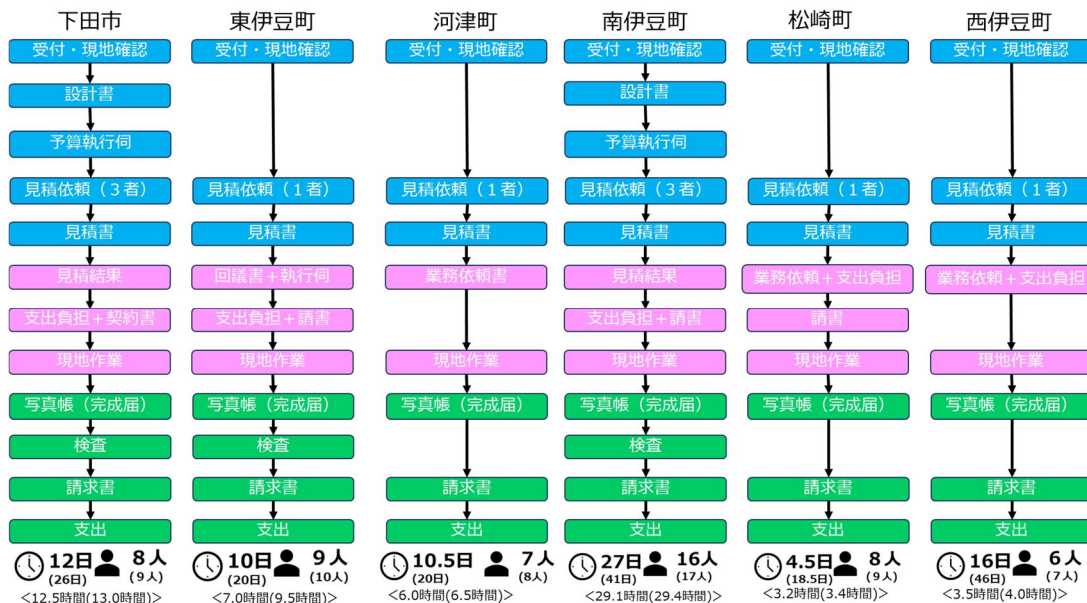 下田市
受付・現地確認
設計書
予算執行伺
見積依頼（３者）
見積書
見積結果
支出負担＋契約書
現地作業
写真帳（完成届）
検査
請求書
支出
12日 8人
(26日) (9人)
<12.5時間(13.0時間)>
東伊豆町
受付・現地確認
見積依頼（１者）
見積書
回議書＋執行伺
支出負担＋請書
現地作業
写真帳（完成届）
検査
請求書
支出
10日 9人
(20日) (10人)
<7.0時間(9.5時間)>
河津町
受付・現地確認
見積依頼（１者）
見積書
業務依頼書
現地作業
写真帳（完成届）
請求書
支出
10.5日 7人
(20日) (8人)
<6.0時間(6.5時間)>
南伊豆町
受付・現地確認
設計書
予算執行伺
見積依頼（３者）
見積書
見積結果
支出負担＋請書
現地作業
写真帳（完成届）
検査
請求書
支出
27日 16人
(41日) (17人)
<29.1時間(29.4時間)>
松崎町
受付・現地確認
見積依頼（１者）
見積書
業務依頼＋支出負担
請書
現地作業
写真帳（完成届）
請求書
支出
4.5日 8人
(18.5日) (9人)
<3.2時間(3.4時間)>
西伊豆町
受付・現地確認
見積依頼（１者）
見積書
業務依頼＋支出負担
現地作業
写真帳（完成届）
請求書
支出
16日 6人
(46日) (7人)
<3.5時間(4.0時間)>